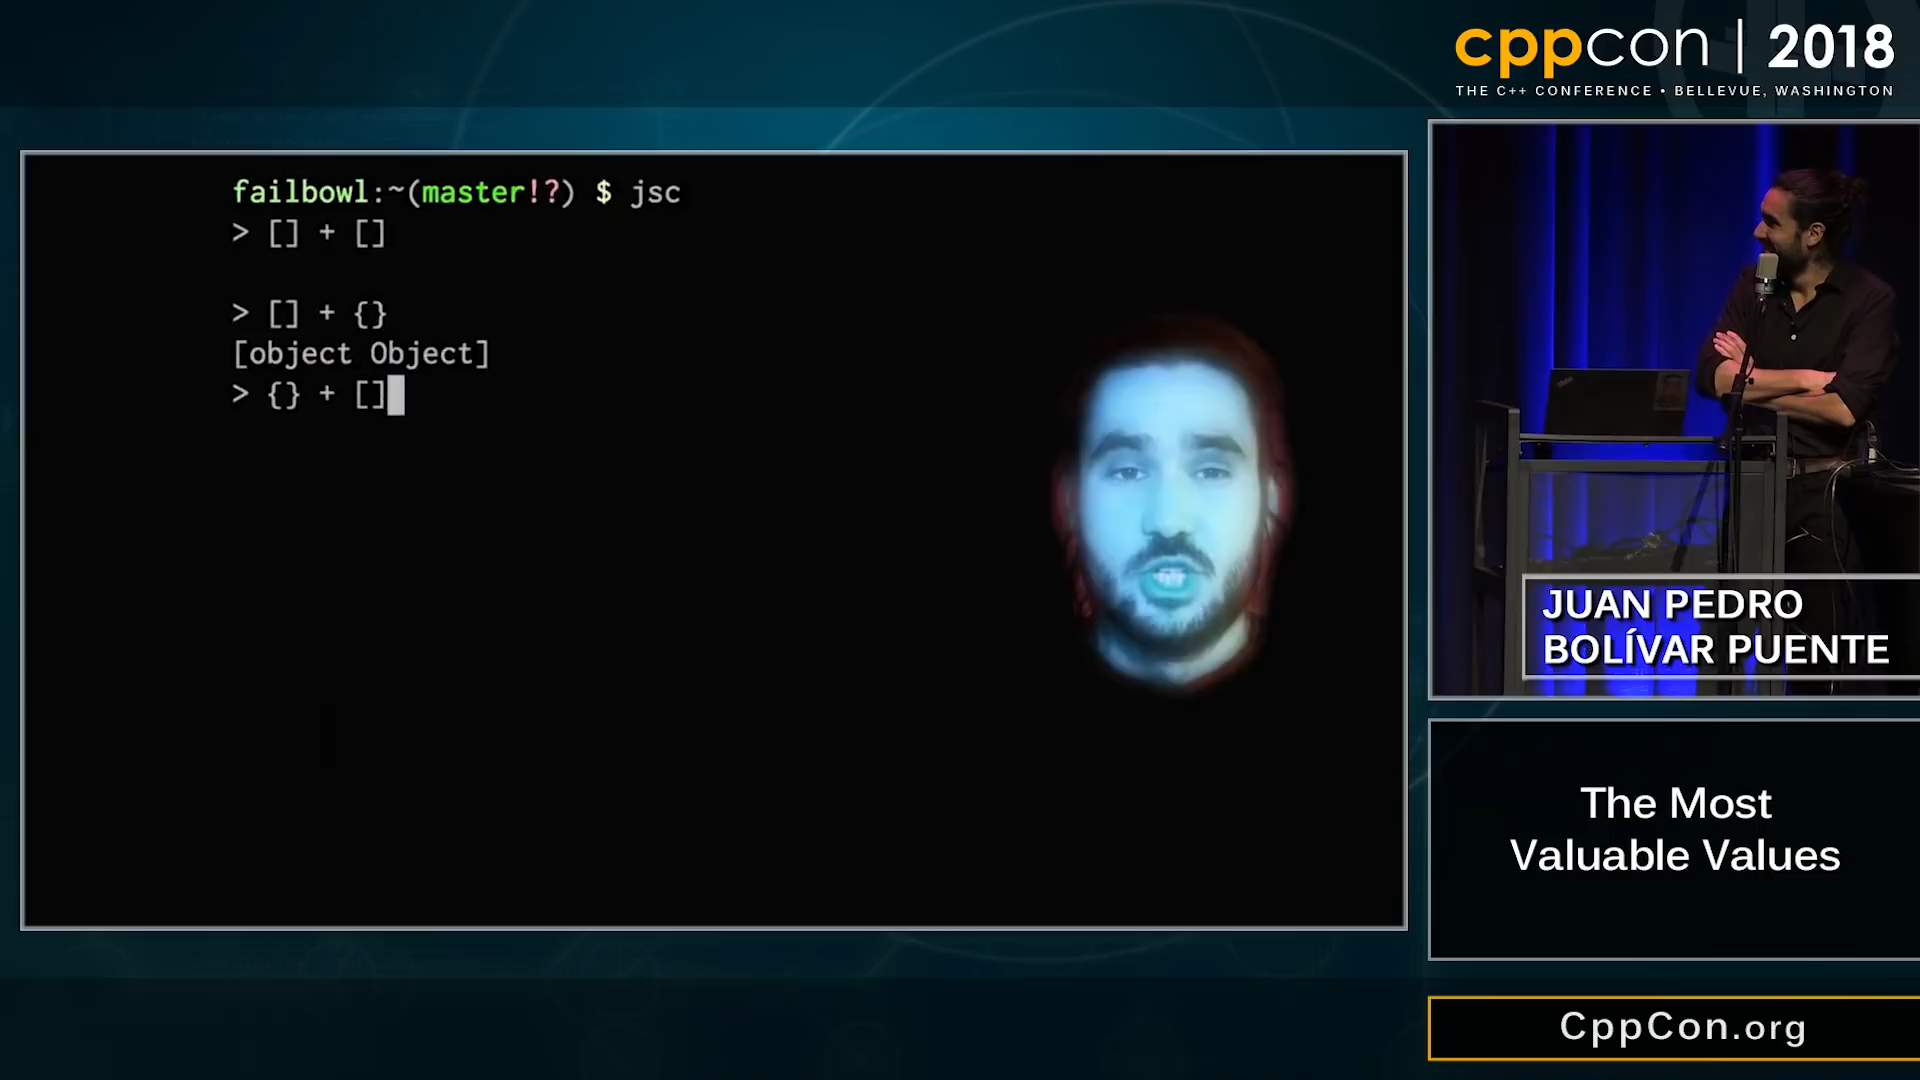 cppcon | 2018
THE C++ CONFERENCE • BELLEVUE, WASHINGTON
failbowl:~(master!?) $ jsc
> [] + []
> [] + {}
[object Object]
> {} + []
JUAN PEDRO
BOLÍVAR PUENTE
The Most
Valuable Values
CppCon.org